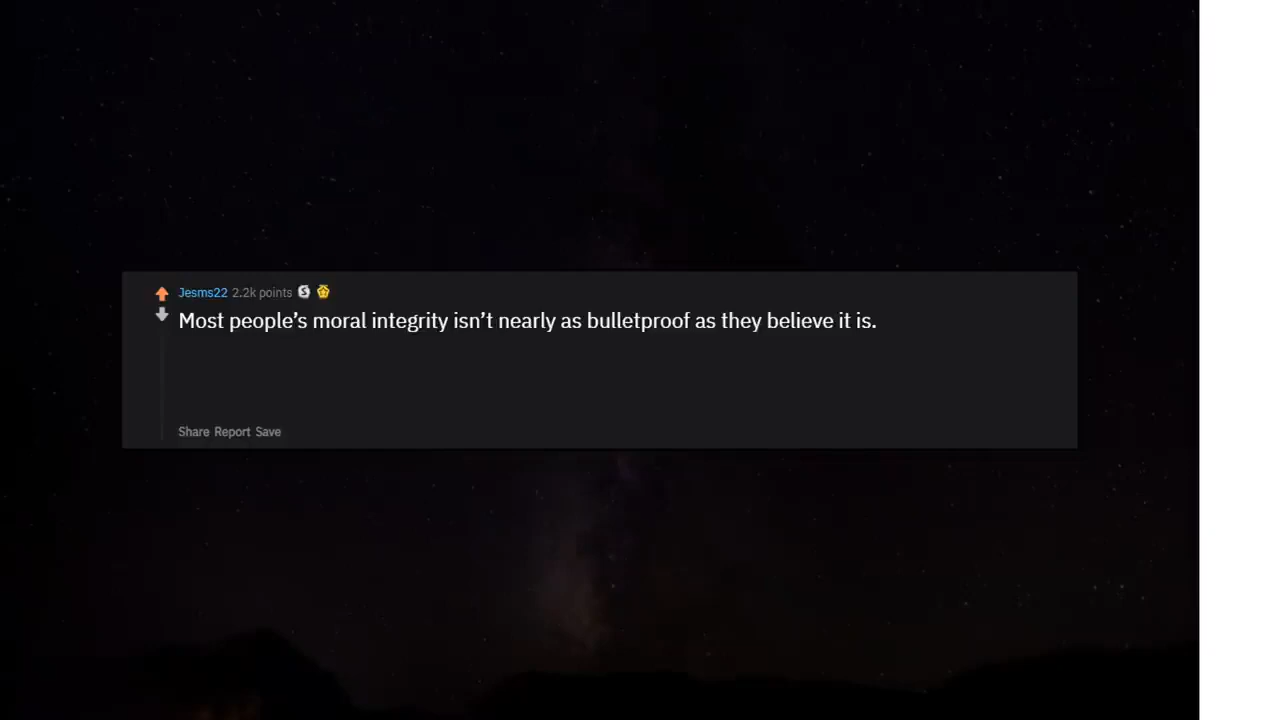 Jesms22 2.2k points
Most people’s moral integrity isn’t nearly as bulletproof as they believe it is.
Share Report Save